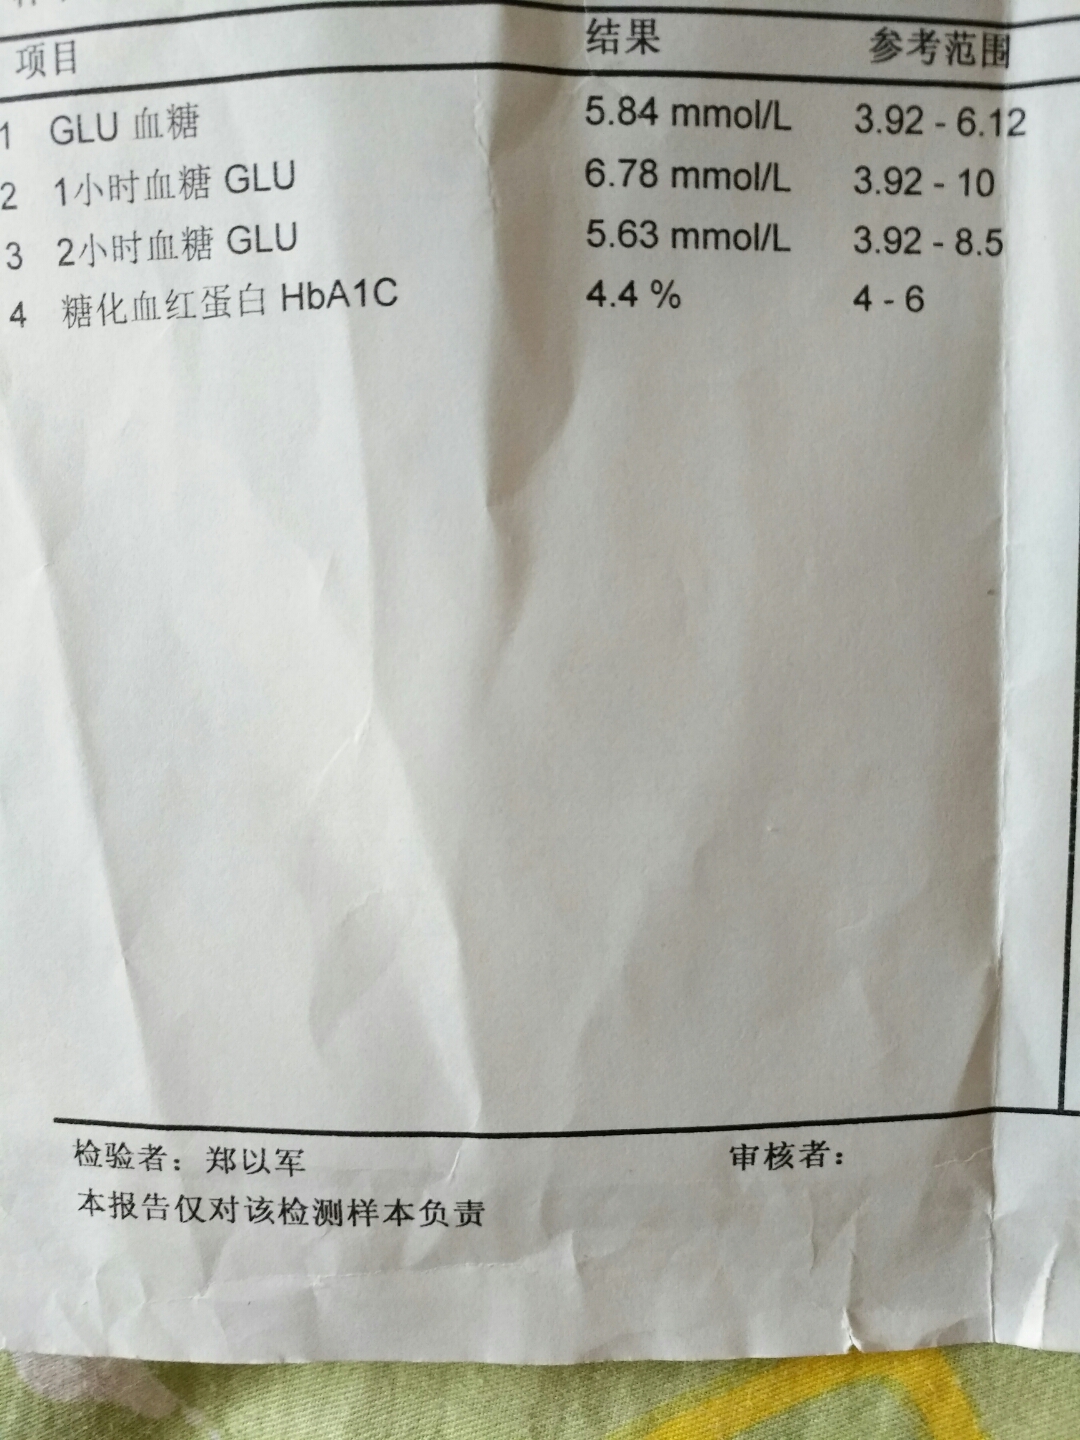 项目 结果 参考范围
1 GLU 血糖 5.84 mmol/L 3.92 - 6.12
2 1小时血糖 GLU 6.78 mmol/L 3.92 - 10
3 2小时血糖 GLU 5.63 mmol/L 3.92 - 8.5
4 糖化血红蛋白 HbA1C 4.4 % 4 - 6
检验者：郑以军 审核者：
本报告仅对该检测样本负责